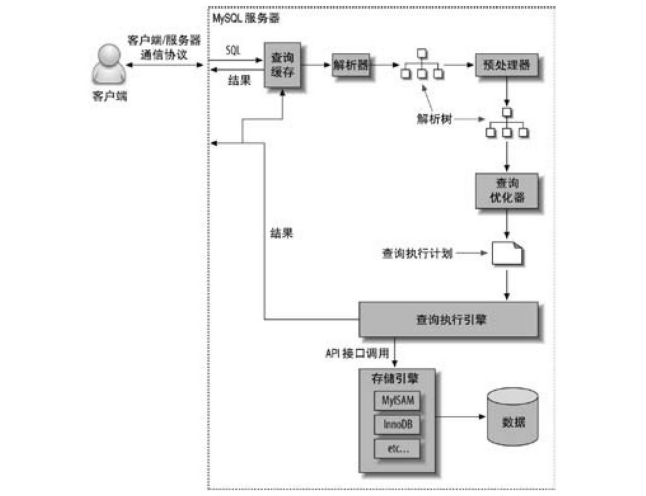 MySQL 服务器
客户端/服务器
通信协议
客户端
SQL
结果
查询
缓存
解析器
预处理器
解析树
查询
优化器
查询执行计划
结果
查询执行引擎
API 接口调用
存储引擎
MyISAM
InnoDB
etc...
数据